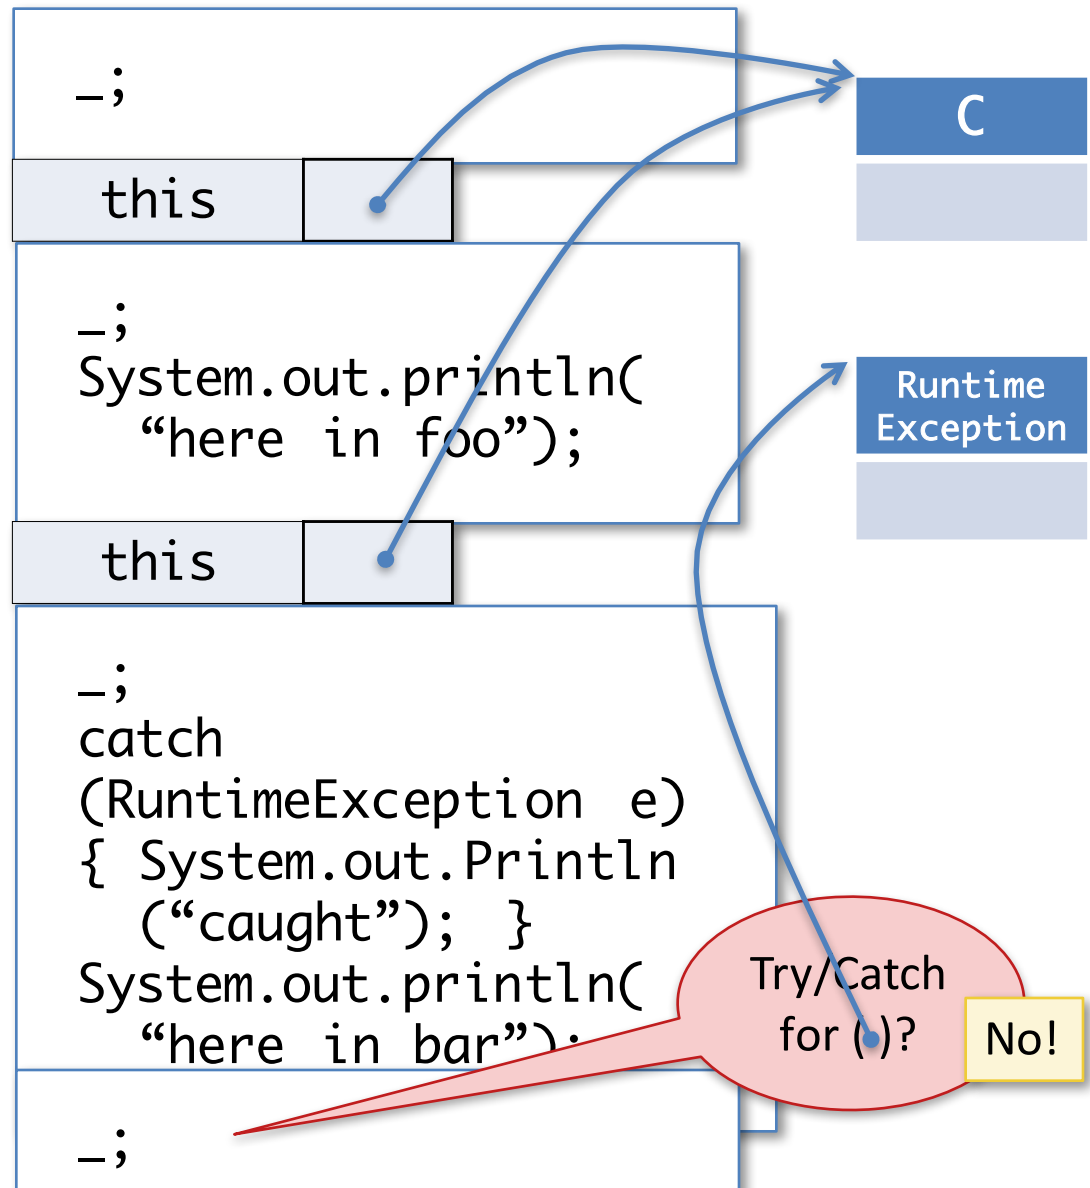 _;
C
this
_;
System.out.println(
“here in foo”);
Runtime
Exception
this
_;
catch
(RuntimeException e)
{ System.out.Println
(“caught”); }
System.out.println(
“here in bar”);
Try/Catch
for ( )?
No!
_;